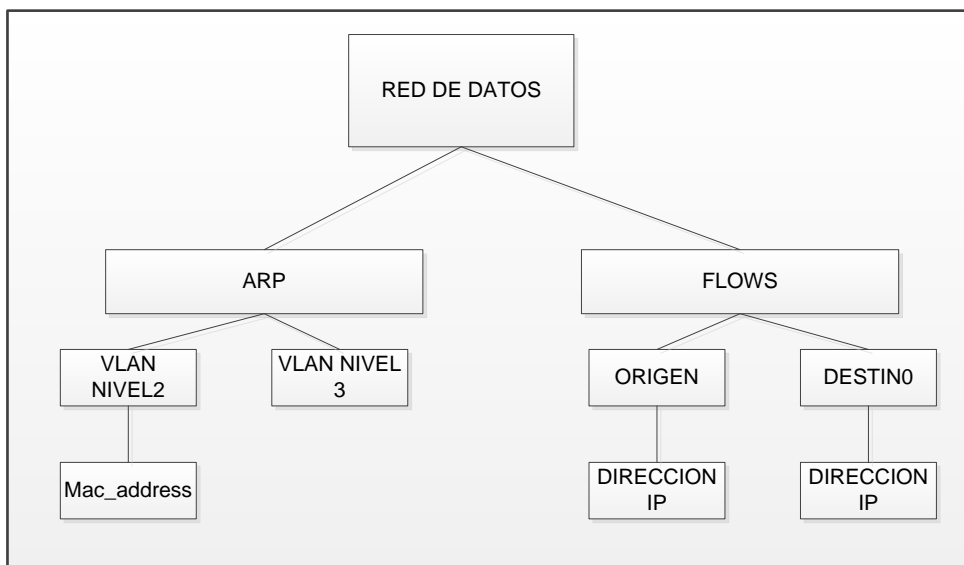 RED DE DATOS
ARP
FLOWS
VLAN
NIVEL2
VLAN NIVEL
3
ORIGEN
DESTIN0
Mac_address
DIRECCION
IP
DIRECCION
IP